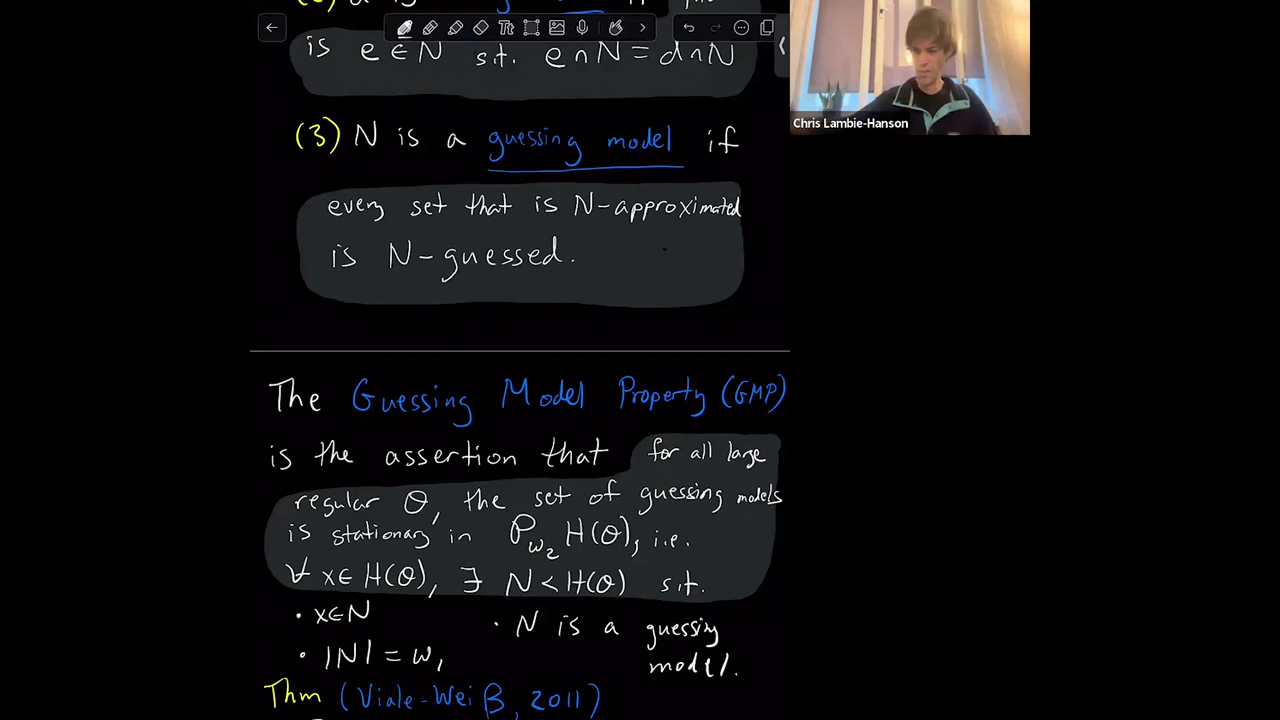 is e ∈ N s.t. e ∩ N = d ∩ N
(3) N is a guessing model if
every set that is N-approximated
is N-guessed.
The Guessing Model Property (GMP)
is the assertion that for all large
regular θ, the set of guessing models
is stationary in P_ω₂ H(θ), i.e.
∀ x ∈ H(θ), ∃ N ≺ H(θ) s.t.
• x ∈ N
• N is a guessing model.
• |N| = ω₁
Thm (Viale-Weiß, 2011)
Chris Lambie-Hanson